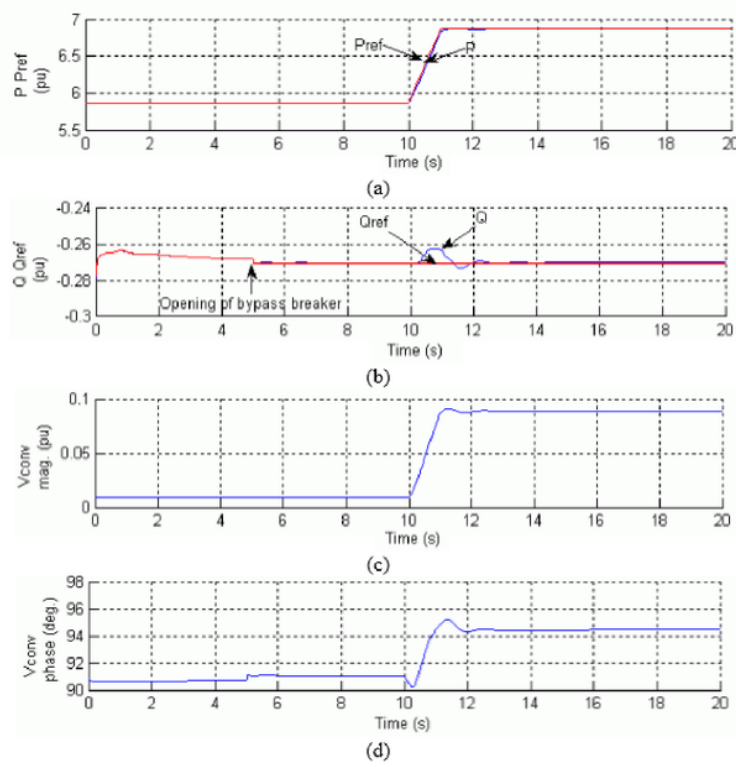 7
6.5
6
5.5
P Pref
(pu)
Pref
P
0 2 4 6 8 10 12 14 16 18 20
Time (s)
(a)
-0.24
-0.26
-0.28
-0.3
Q Qref
(pu)
Qref
Q
Opening of bypass breaker
0 2 4 6 8 10 12 14 16 18 20
Time (s)
(b)
0.1
0.05
0
Vconv
mag. (pu)
0 2 4 6 8 10 12 14 16 18 20
Time (s)
(c)
98
96
94
92
90
Vconv
phase (deg.)
0 2 4 6 8 10 12 14 16 18 20
Time (s)
(d)